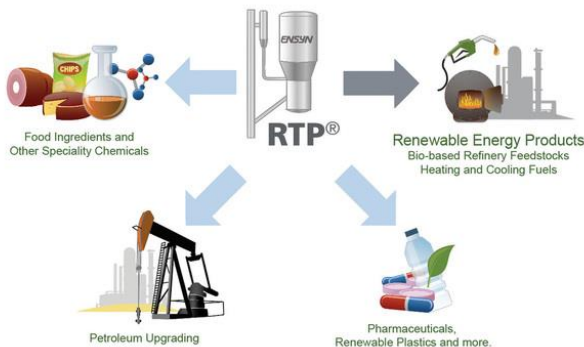 ENSYN
RTP®
CHIPS
Food Ingredients and
Other Speciality Chemicals
Renewable Energy Products
Bio-based Refinery Feedstocks
Heating and Cooling Fuels
Petroleum Upgrading
Pharmaceuticals,
Renewable Plastics and more.